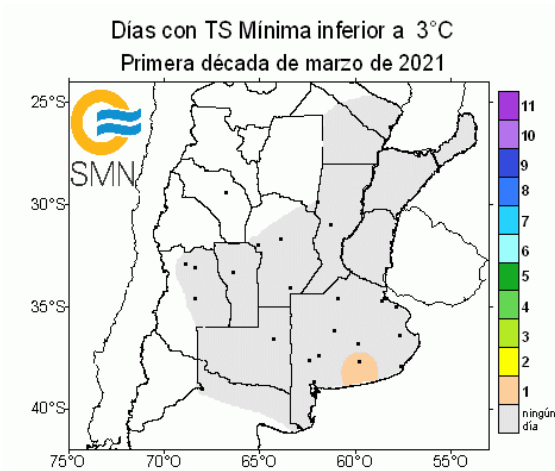 Días con TS Mínima inferior a 3°C
Primera década de marzo de 2021
SMN
25°S
30°S
35°S
40°S
75°O
70°O
65°O
60°O
55°O
11
10
9
8
7
6
5
4
3
2
1
ningún
día